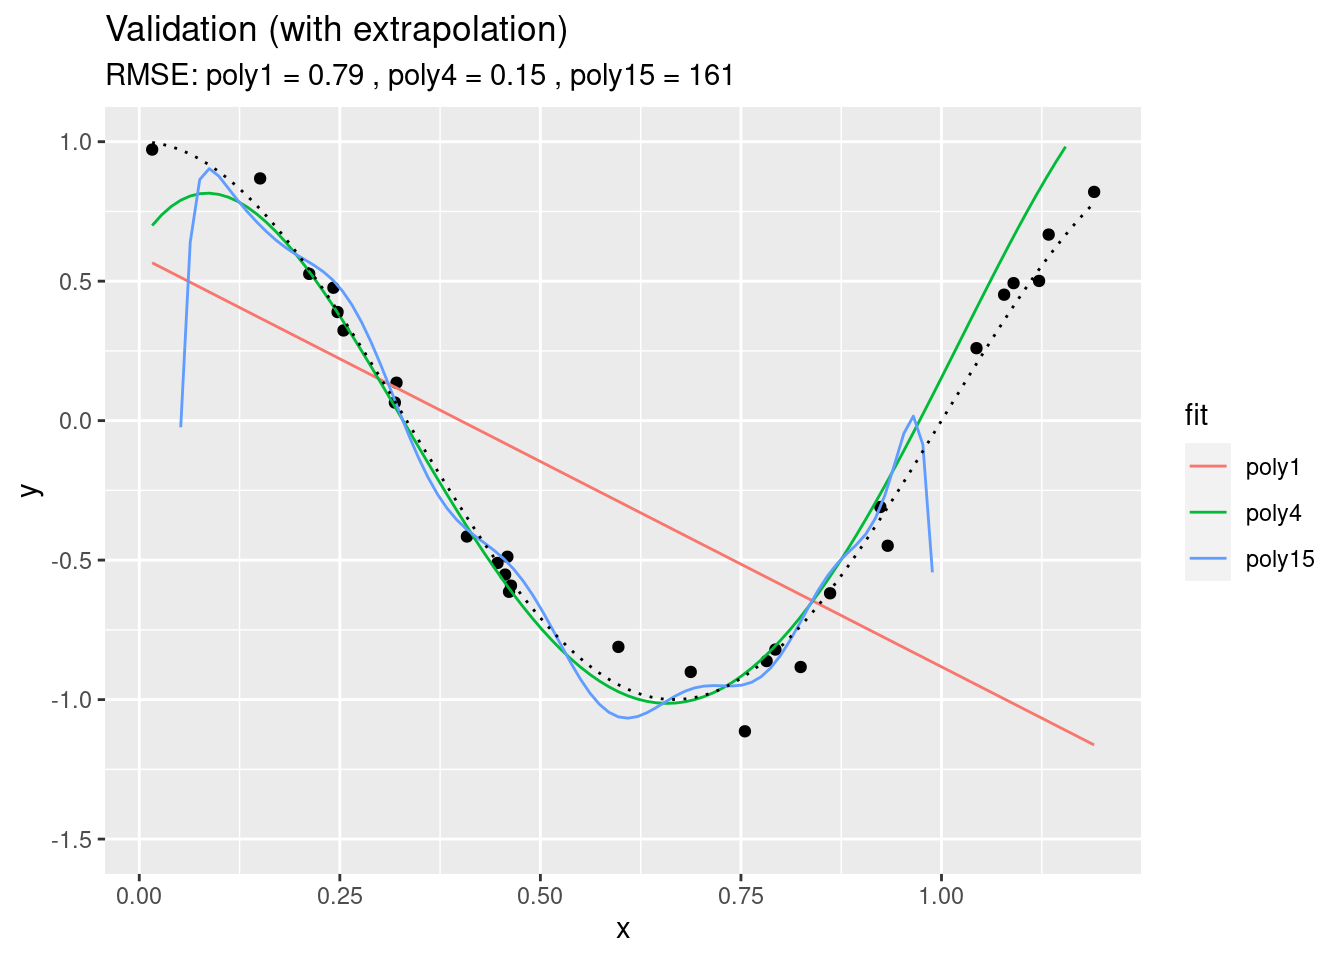 Validation (with extrapolation)
RMSE: poly1 = 0.79 , poly4 = 0.15 , poly15 = 161
1.0
0.5
0.0
-0.5
-1.0
-1.5
y
0.00 0.25 0.50 0.75 1.00
x
fit
poly1
poly4
poly15